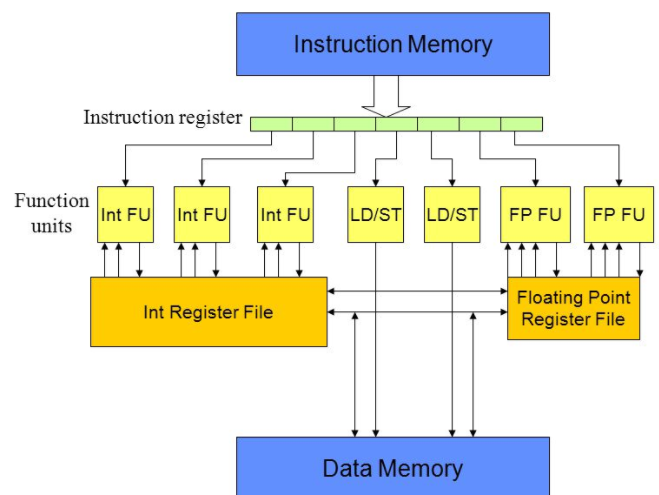 Instruction Memory
Instruction register
Function
units
Int FU
Int FU
Int FU
LD/ST
LD/ST
FP FU
FP FU
Int Register File
Floating Point
Register File
Data Memory